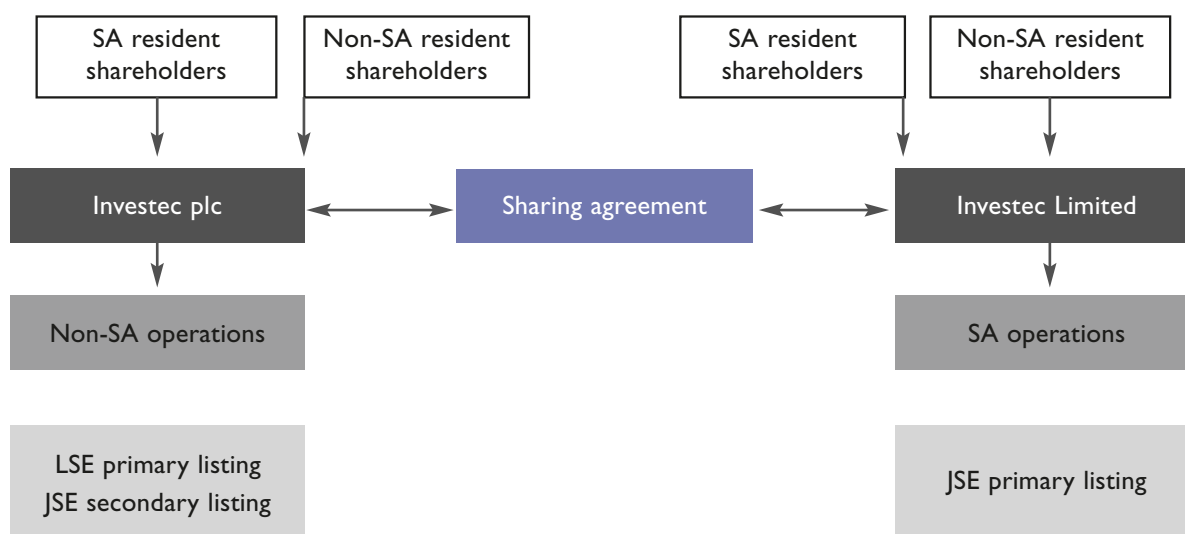 SA resident
shareholders
Non-SA resident
shareholders
SA resident
shareholders
Non-SA resident
shareholders
Investec plc
Sharing agreement
Investec Limited
Non-SA operations
SA operations
LSE primary listing
JSE secondary listing
JSE primary listing